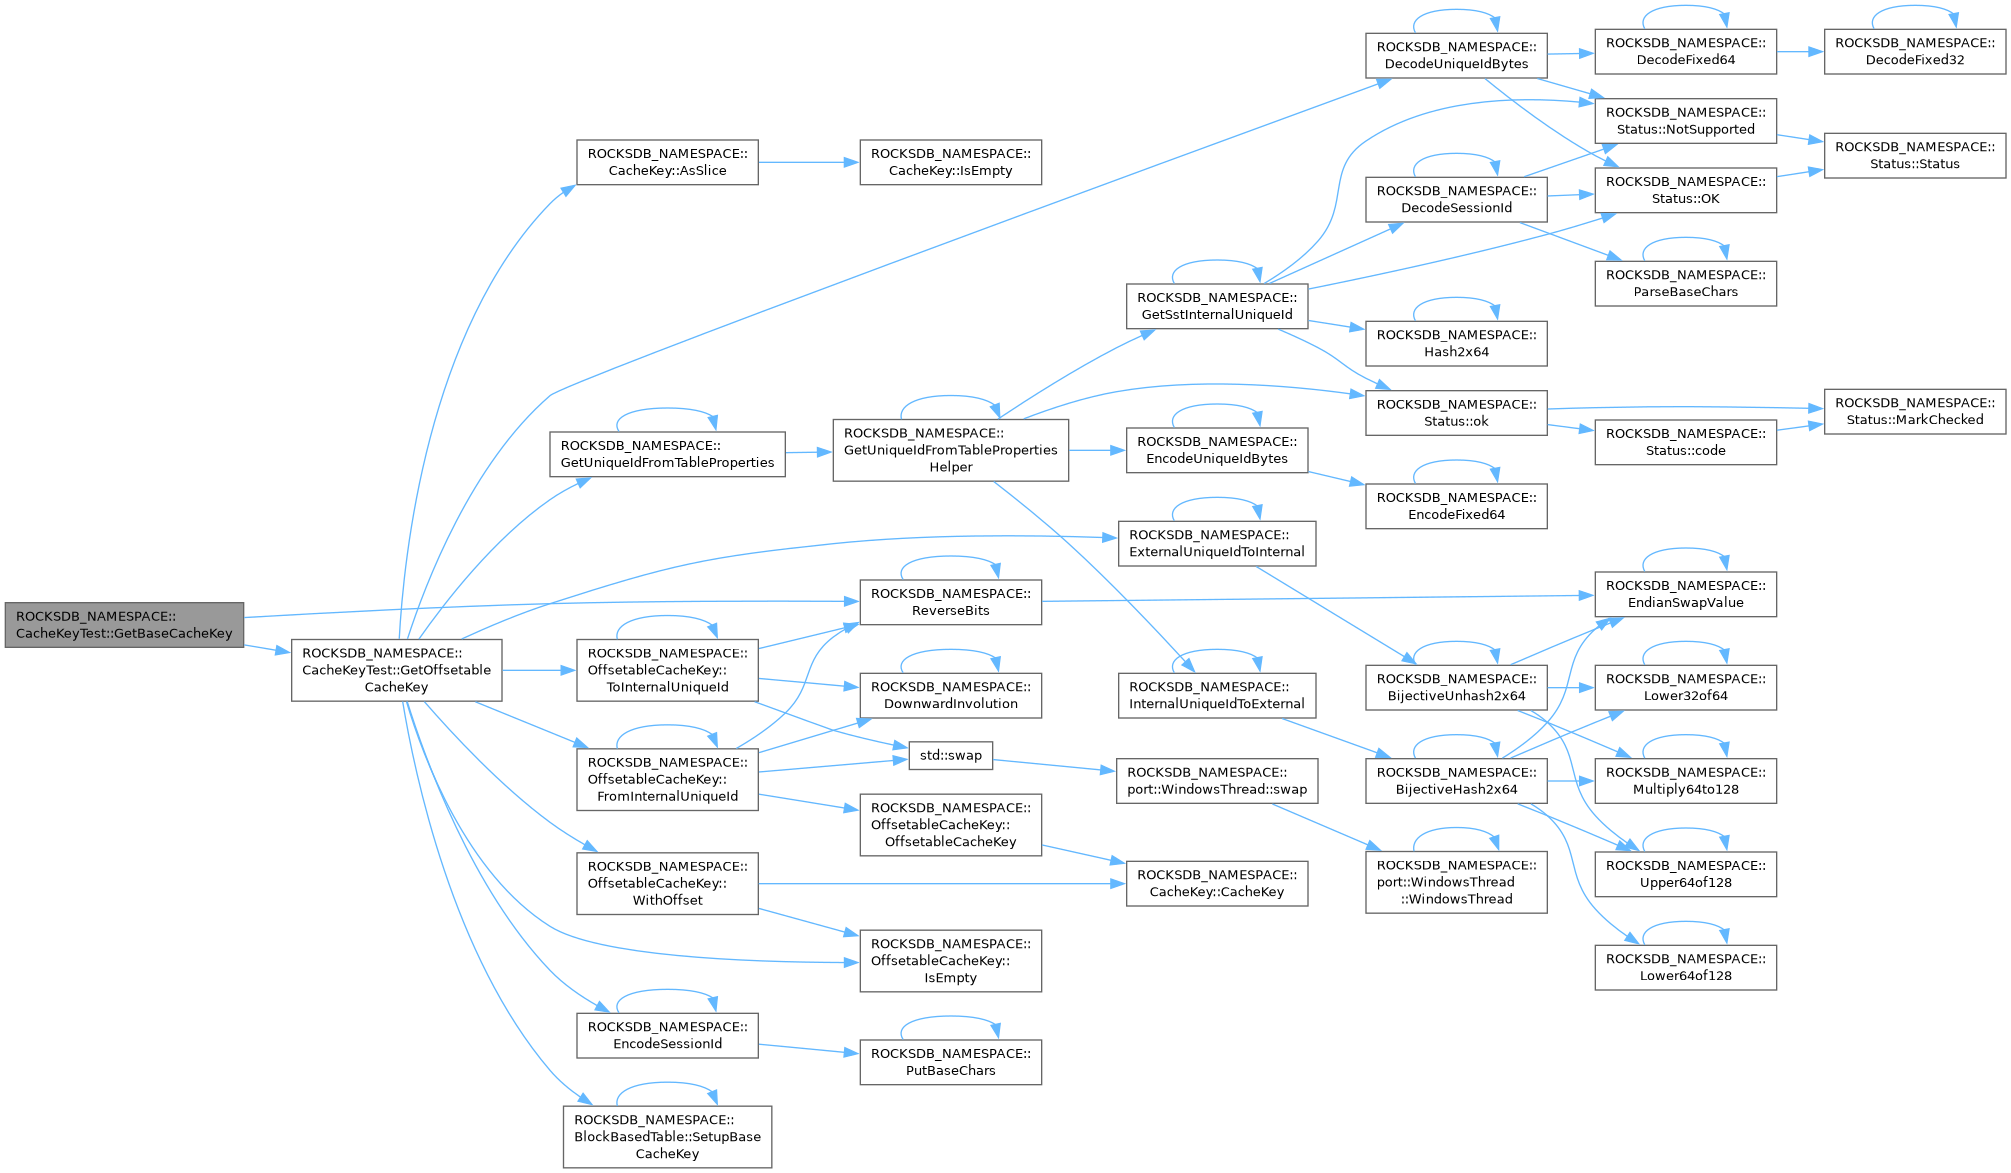 ROCKSDB_NAMESPACE::
CacheKeyTest::GetBaseCacheKey
ROCKSDB_NAMESPACE::
CacheKeyTest::GetOffsetable
CacheKey
ROCKSDB_NAMESPACE::
CacheKey::AsSlice
ROCKSDB_NAMESPACE::
CacheKey::IsEmpty
ROCKSDB_NAMESPACE::
GetUniqueIdFromTableProperties
ROCKSDB_NAMESPACE::
GetUniqueIdFromTableProperties
Helper
ROCKSDB_NAMESPACE::
OffsetableCacheKey::
ToInternalUniqueId
ROCKSDB_NAMESPACE::
OffsetableCacheKey::
FromInternalUniqueId
ROCKSDB_NAMESPACE::
OffsetableCacheKey::
WithOffset
ROCKSDB_NAMESPACE::
EncodeSessionId
ROCKSDB_NAMESPACE::
BlockBasedTable::SetupBase
CacheKey
ROCKSDB_NAMESPACE::
ReverseBits
ROCKSDB_NAMESPACE::
DownwardInvolution
std::swap
ROCKSDB_NAMESPACE::
OffsetableCacheKey::
OffsetableCacheKey
ROCKSDB_NAMESPACE::
OffsetableCacheKey::
IsEmpty
ROCKSDB_NAMESPACE::
PutBaseChars
ROCKSDB_NAMESPACE::
GetSstInternalUniqueId
ROCKSDB_NAMESPACE::
EncodeUniqueIdBytes
ROCKSDB_NAMESPACE::
ExternalUniqueIdToInternal
ROCKSDB_NAMESPACE::
InternalUniqueIdToExternal
ROCKSDB_NAMESPACE::
port::WindowsThread::swap
ROCKSDB_NAMESPACE::
CacheKey::CacheKey
ROCKSDB_NAMESPACE::
DecodeUniqueIdBytes
ROCKSDB_NAMESPACE::
DecodeSessionId
ROCKSDB_NAMESPACE::
Hash2x64
ROCKSDB_NAMESPACE::
Status::ok
ROCKSDB_NAMESPACE::
EncodeFixed64
ROCKSDB_NAMESPACE::
BijectiveUnhash2x64
ROCKSDB_NAMESPACE::
BijectiveHash2x64
ROCKSDB_NAMESPACE::
port::WindowsThread
::WindowsThread
ROCKSDB_NAMESPACE::
DecodeFixed64
ROCKSDB_NAMESPACE::
Status::NotSupported
ROCKSDB_NAMESPACE::
Status::OK
ROCKSDB_NAMESPACE::
ParseBaseChars
ROCKSDB_NAMESPACE::
Status::code
ROCKSDB_NAMESPACE::
EndianSwapValue
ROCKSDB_NAMESPACE::
Lower32of64
ROCKSDB_NAMESPACE::
Multiply64to128
ROCKSDB_NAMESPACE::
Upper64of128
ROCKSDB_NAMESPACE::
Lower64of128
ROCKSDB_NAMESPACE::
DecodeFixed32
ROCKSDB_NAMESPACE::
Status::Status
ROCKSDB_NAMESPACE::
Status::MarkChecked